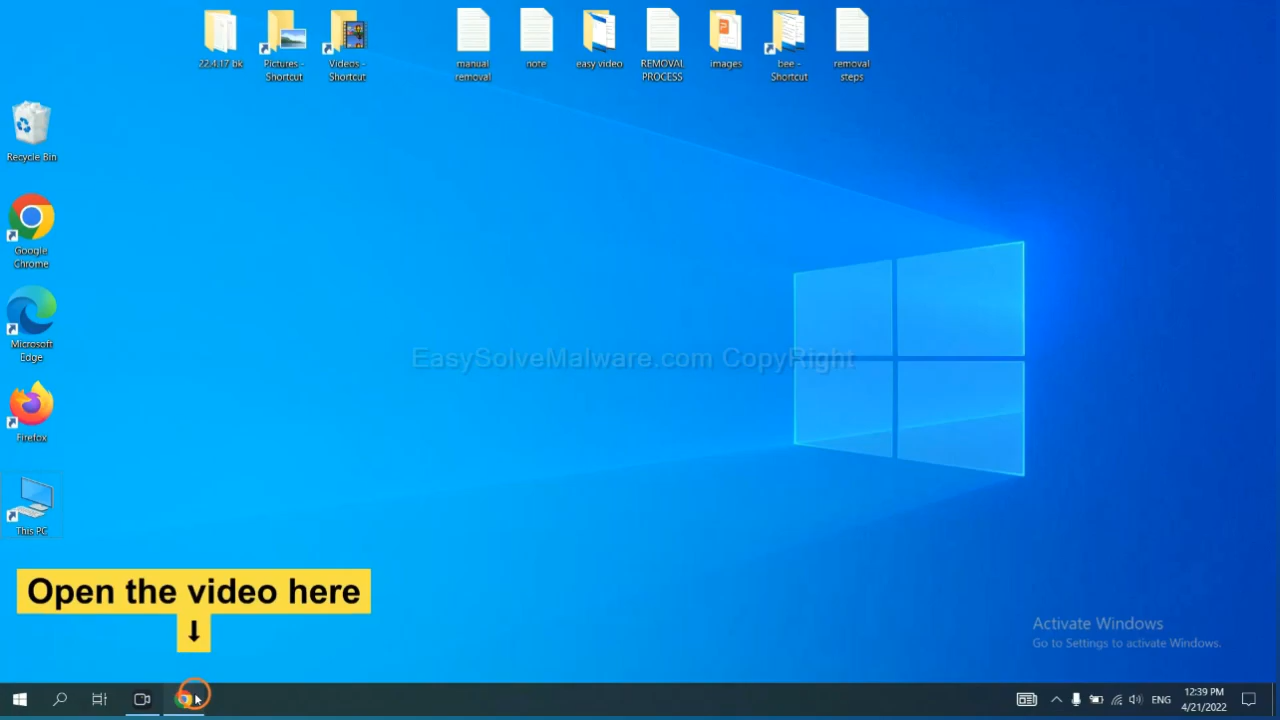 22.4.17 bk
Pictures -
Shortcut
Videos -
Shortcut
manual
removal
note
easy video
REMOVAL
PROCESS
images
bee -
Shortcut
removal
steps
Recycle Bin
Google
Chrome
Microsoft
Edge
EasySolveMalware.com CopyRight
Firefox
This PC
Open the video here
↓
Activate Windows
Go to Settings to activate Windows.
ENG
12:39 PM
4/21/2022